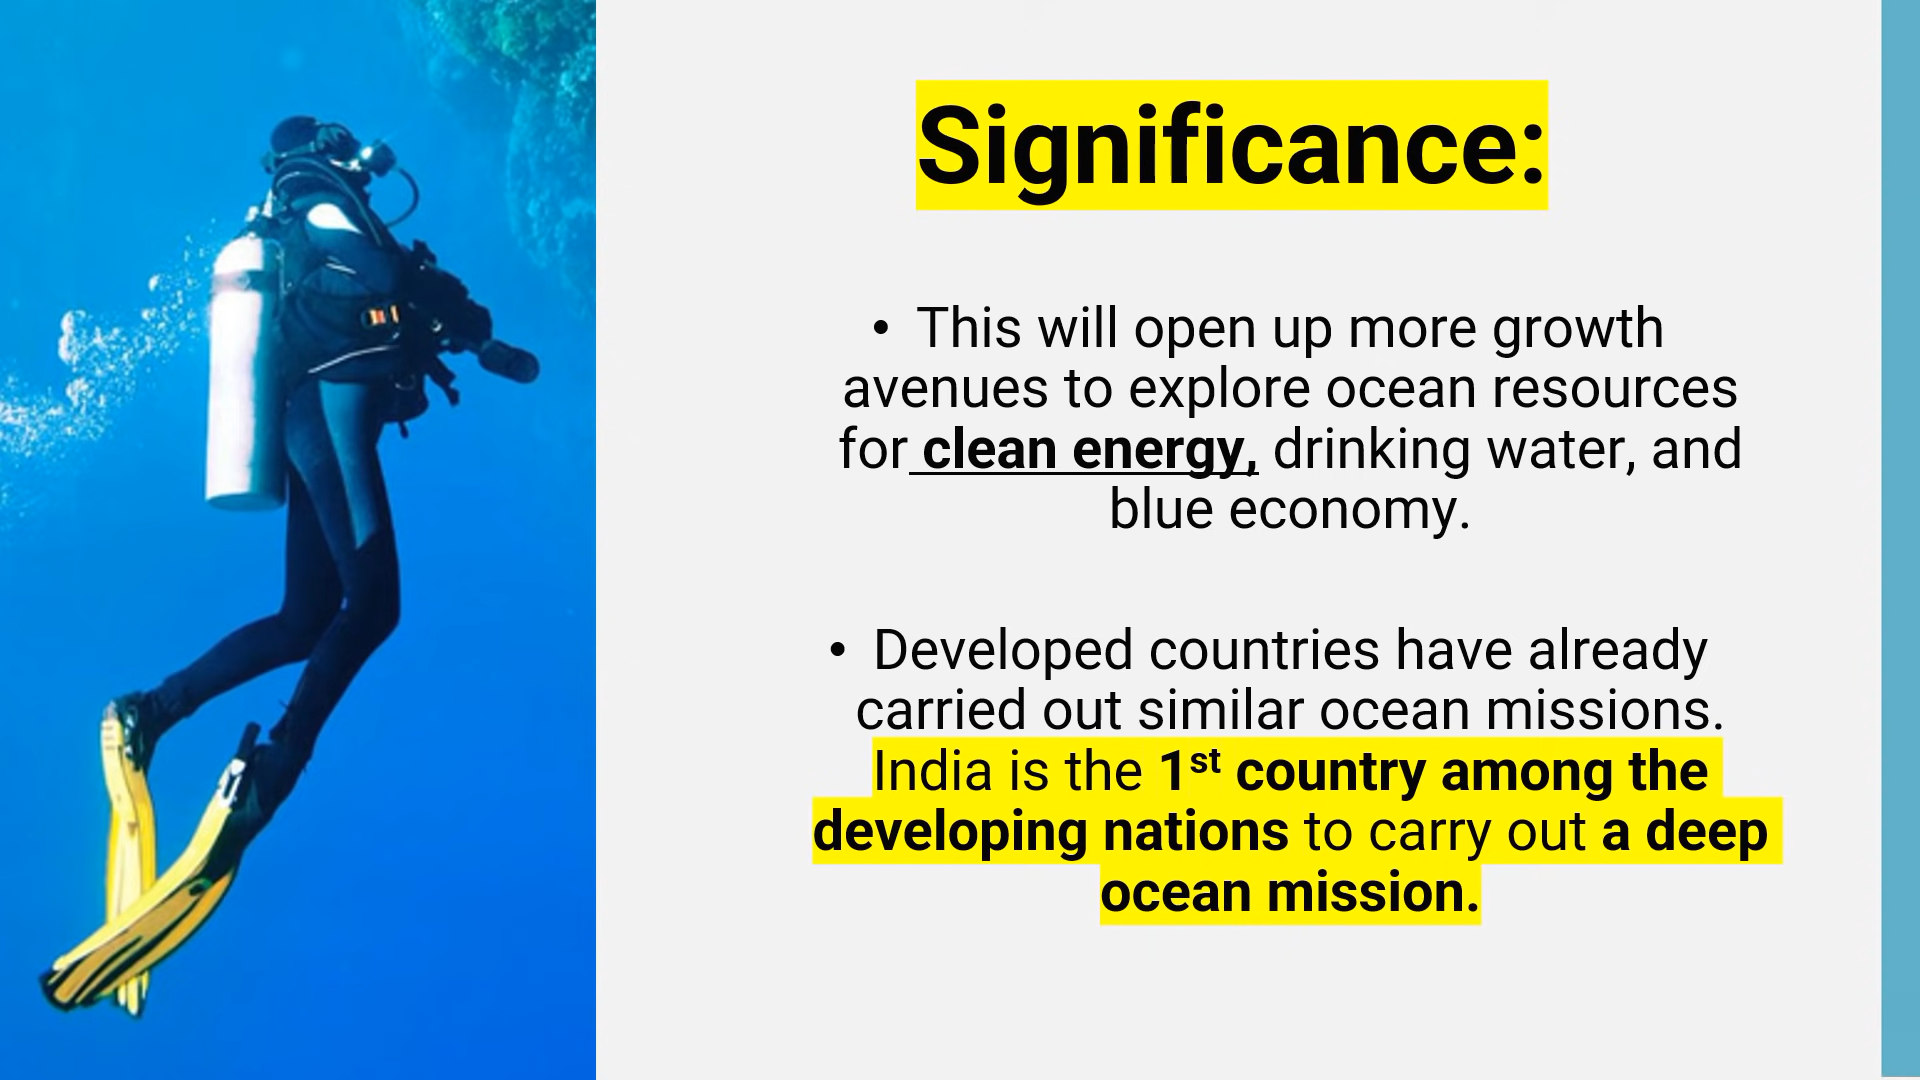 Significance:
• This will open up more growth
avenues to explore ocean resources
for clean energy, drinking water, and
blue economy.
• Developed countries have already
carried out similar ocean missions.
India is the 1st country among the
developing nations to carry out a deep
ocean mission.